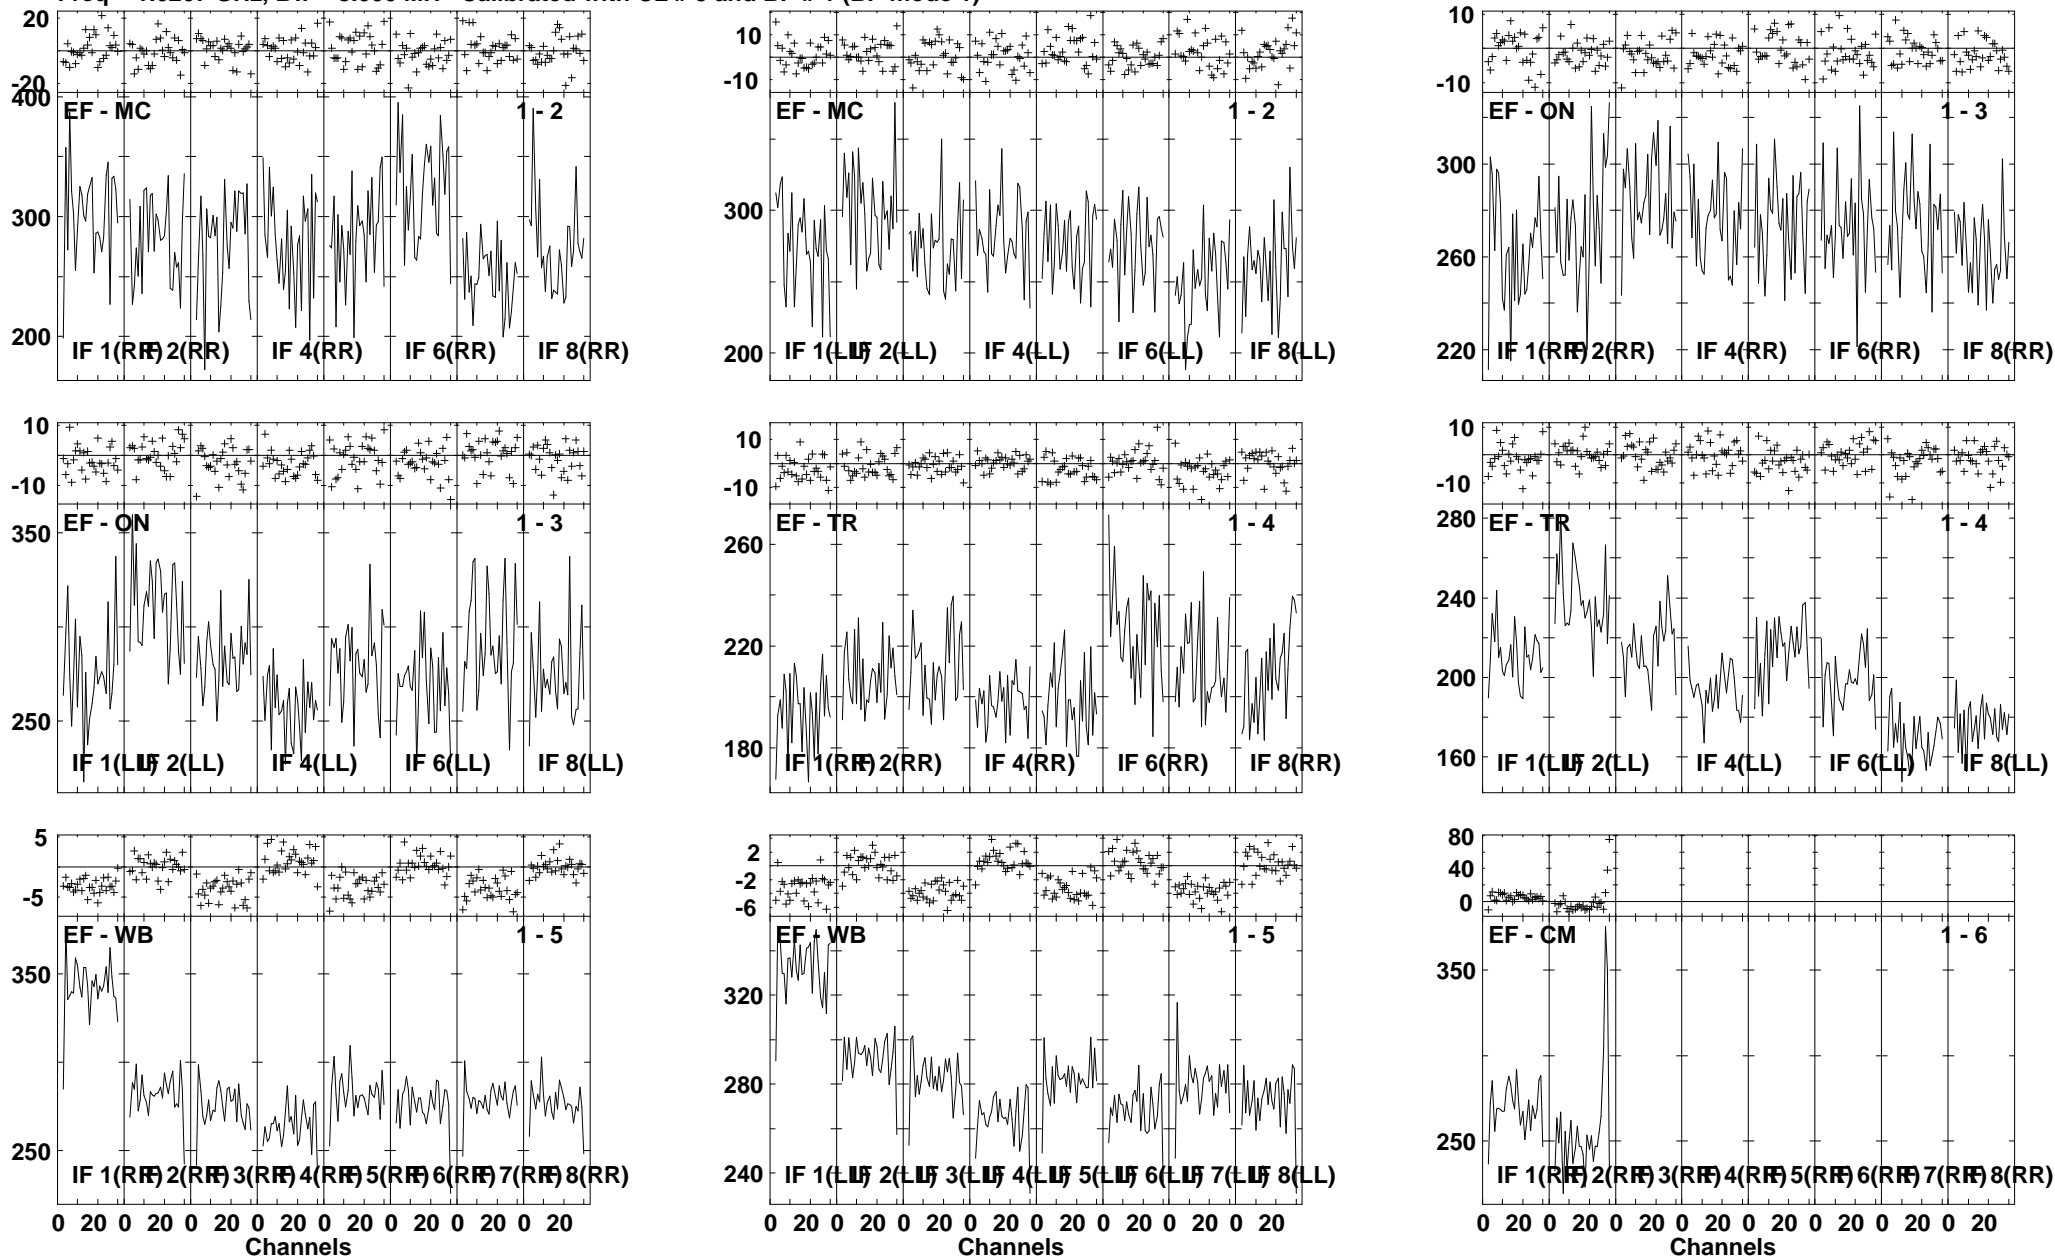 20
-20
400
300
200
EF - MC 1 - 2
IF 1(RR) IF 2(RR) IF 4(RR) IF 6(RR) IF 8(RR)
10
-10
300
200
EF - MC 1 - 2
IF 1(LL) IF 2(LL) IF 4(LL) IF 6(LL) IF 8(LL)
10
-10
300
260
220
EF - ON 1 - 3
IF 1(RR) IF 2(RR) IF 4(RR) IF 6(RR) IF 8(RR)
10
-10
350
250
EF - ON 1 - 3
IF 1(LL) IF 2(LL) IF 4(LL) IF 6(LL) IF 8(LL)
10
-10
260
220
180
EF - TR 1 - 4
IF 1(RR) IF 2(RR) IF 4(RR) IF 6(RR) IF 8(RR)
10
-10
280
240
200
160
EF - TR 1 - 4
IF 1(LL) IF 2(LL) IF 4(LL) IF 6(LL) IF 8(LL)
5
-5
350
250
EF - WB 1 - 5
IF 1(RR) IF 2(RR) IF 3(RR) IF 4(RR) IF 5(RR) IF 6(RR) IF 7(RR) IF 8(RR)
0 20 0 20 0 20 0 20 0 20 0 20 0 20 0 20
Channels
2
-2
-6
320
280
240
EF - WB 1 - 5
IF 1(LL) IF 2(LL) IF 3(LL) IF 4(LL) IF 5(LL) IF 6(LL) IF 7(LL) IF 8(LL)
0 20 0 20 0 20 0 20 0 20 0 20 0 20 0 20
Channels
80
40
0
350
250
EF - CM 1 - 6
IF 1(RR) IF 2(RR) IF 3(RR) IF 4(RR) IF 5(RR) IF 6(RR) IF 7(RR) IF 8(RR)
0 20 0 20 0 20 0 20 0 20 0 20 0 20 0 20
Channels